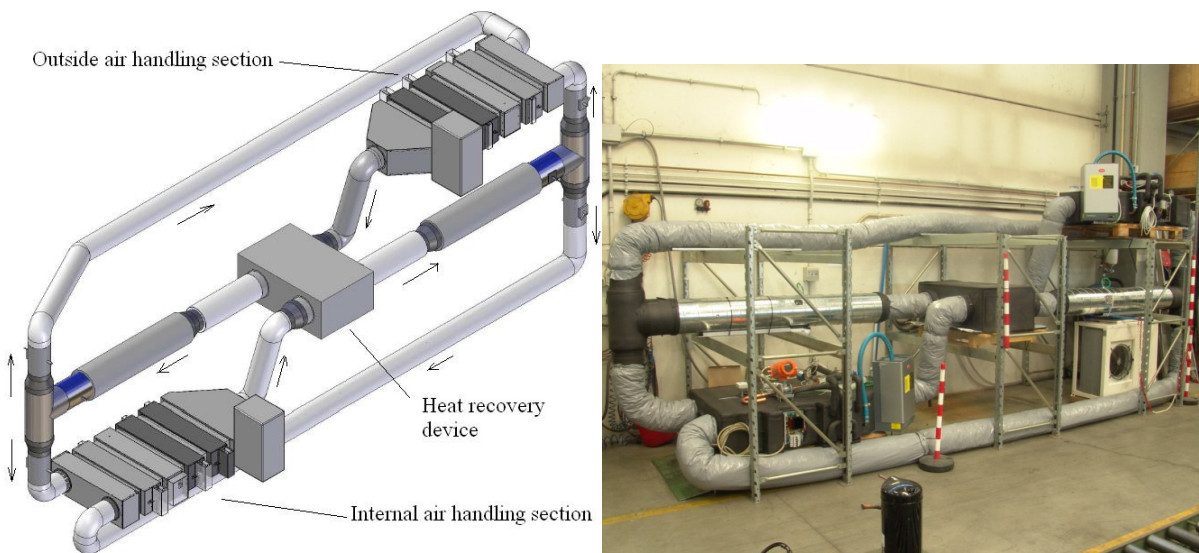 Outside air handling section
Heat recovery
device
Internal air handling section